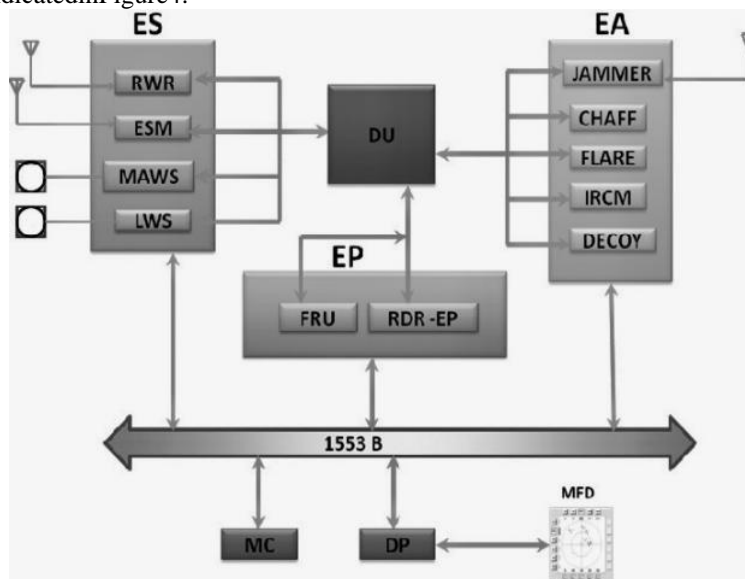 dicatedinFigure4.
ES
EA
RWR
ESM
MAWS
LWS
DU
JAMMER
CHAFF
FLARE
IRCM
DECOY
EP
FRU
RDR -EP
1553 B
MC
DP
MFD